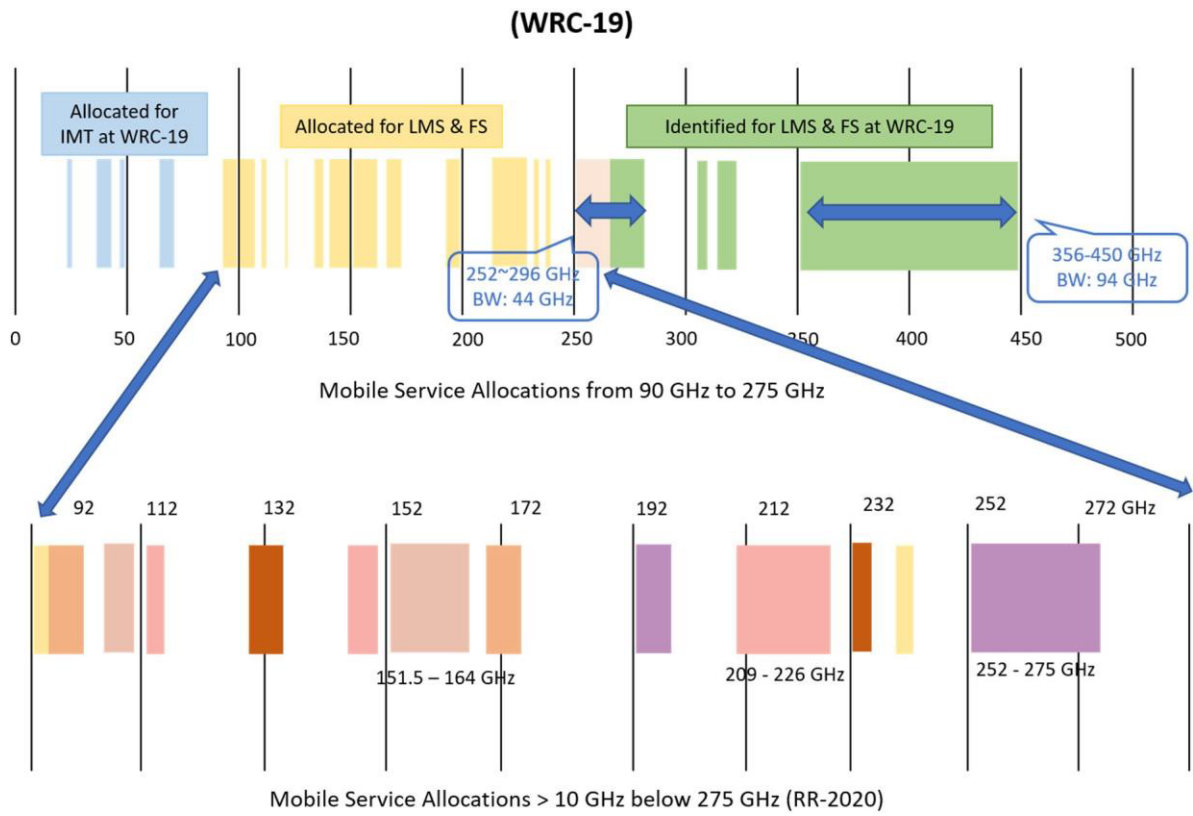 (WRC-19)
Allocated for
IMT at WRC-19
Allocated for LMS & FS
Identified for LMS & FS at WRC-19
252~296 GHz
BW: 44 GHz
356-450 GHz
BW: 94 GHz
0 50 100 150 200 250 300 350 400 450 500
Mobile Service Allocations from 90 GHz to 275 GHz
92 112 132 152 172 192 212 232 252 272 GHz
151.5 – 164 GHz 209 - 226 GHz 252 - 275 GHz
Mobile Service Allocations > 10 GHz below 275 GHz (RR-2020)